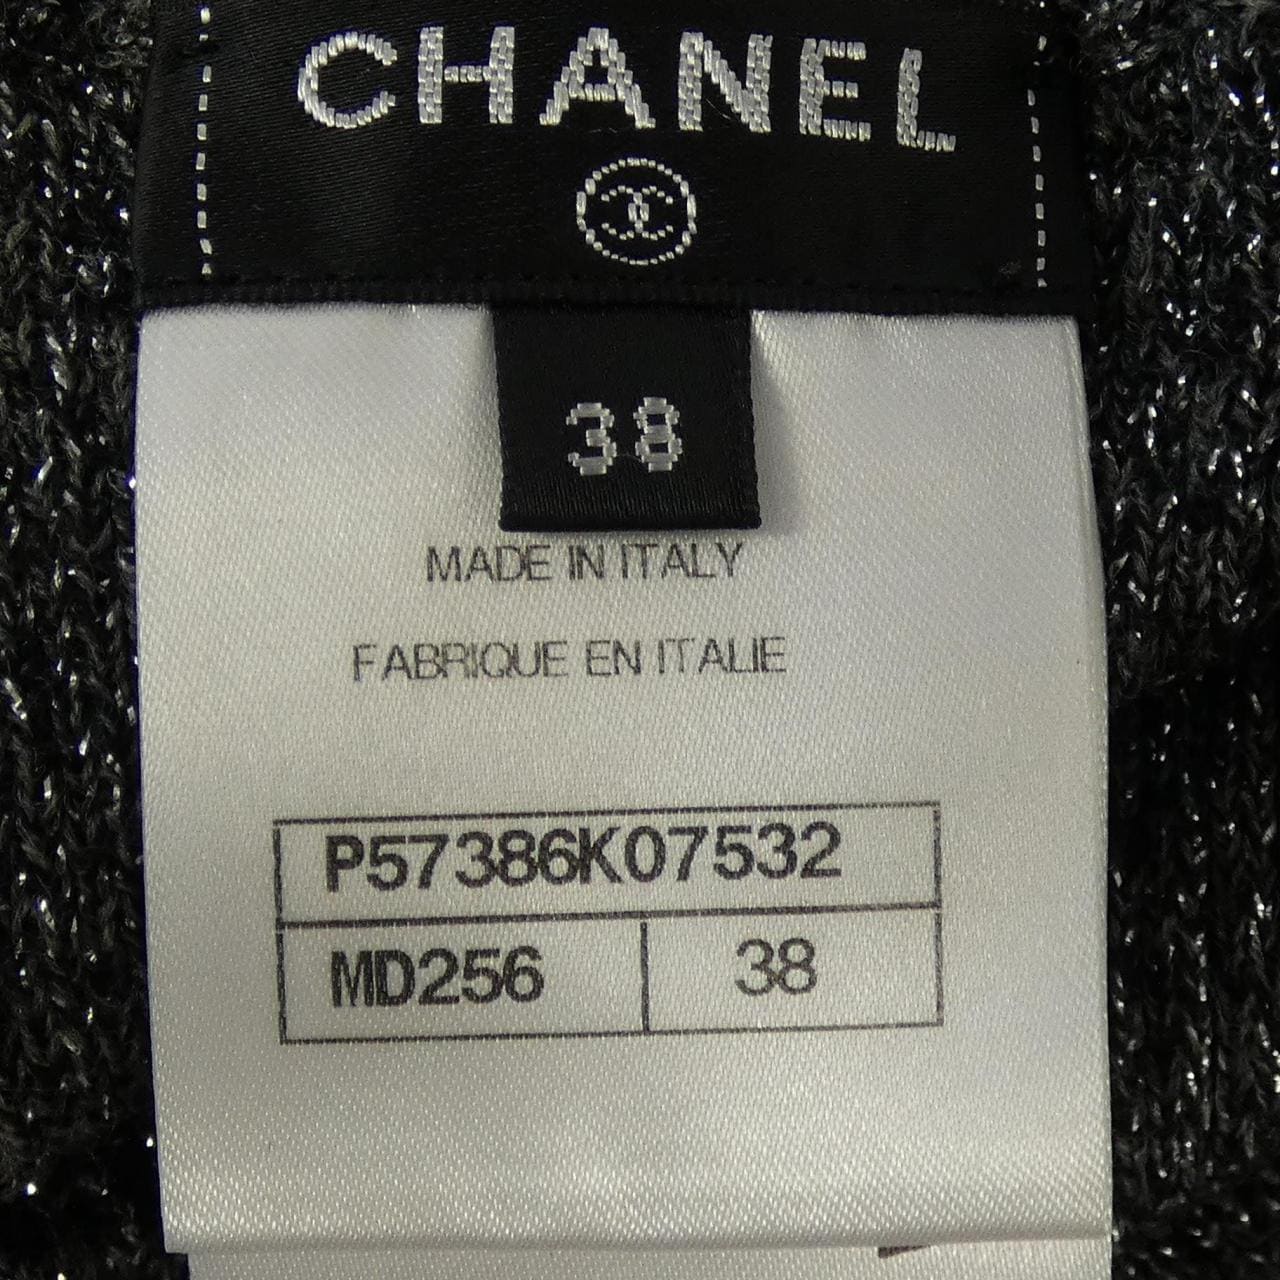 CHANEL
38
MADE IN ITALY
FABRIQUE EN ITALIE
P57386K07532
MD256 38